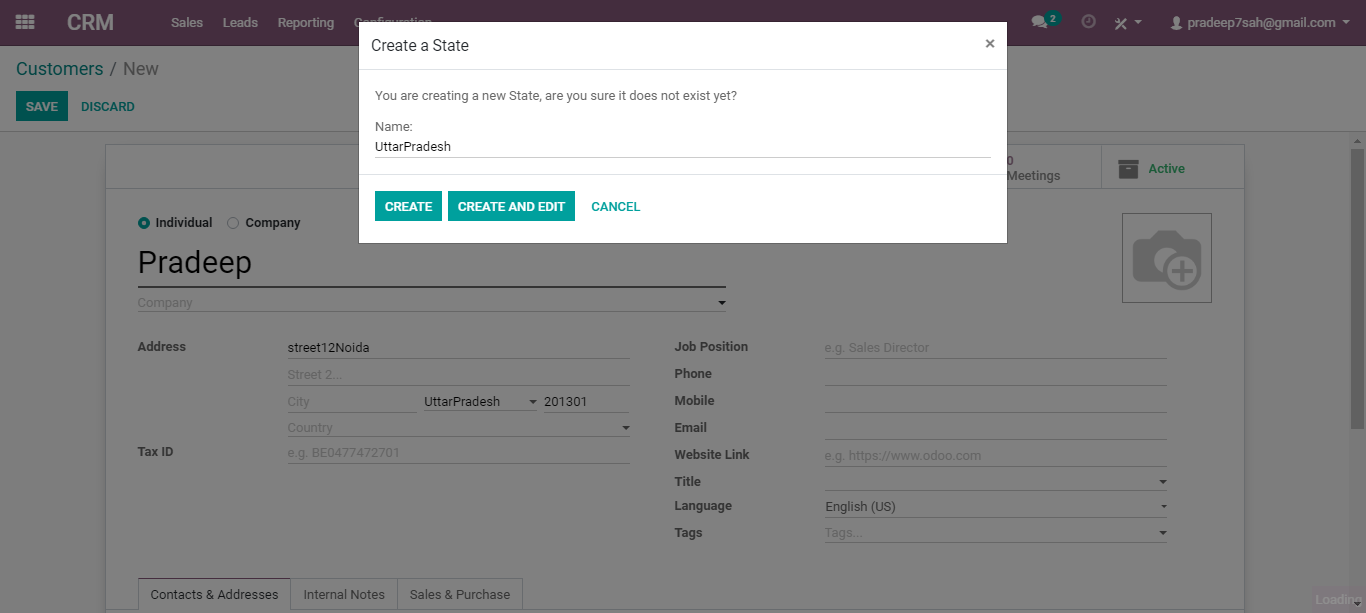 CRM Sales Leads Reporting Configuration 2 pradeep7sah@gmail.com
Create a State ×
Customers / New
You are creating a new State, are you sure it does not exist yet?
SAVE DISCARD
Name:
UttarPradesh
0
Meetings
Active
CREATE CREATE AND EDIT CANCEL
Individual Company
Pradeep
Company
Address street12Noida
Street 2...
City UttarPradesh 201301
Country
Tax ID e.g. BE0477472701
Job Position e.g. Sales Director
Phone
Mobile
Email
Website Link e.g. https://www.odoo.com
Title
Language English (US)
Tags Tags...
Contacts & Addresses Internal Notes Sales & Purchase
Loading